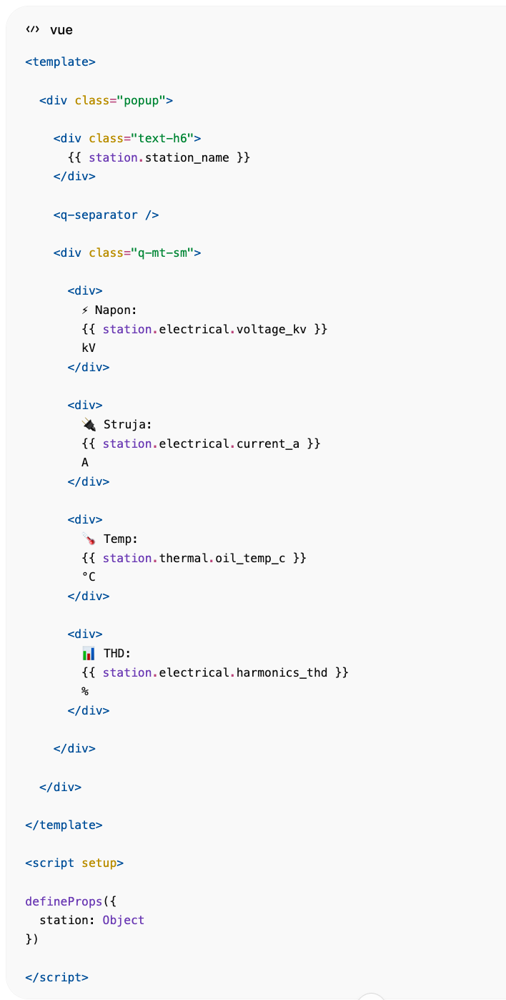 vue
<template>
<div class="popup">
<div class="text-h6">
{{ station.station_name }}
</div>
<q-separator />
<div class="q-mt-sm">
<div>
⚡ Napon:
{{ station.electrical.voltage_kv }}
kV
</div>
<div>
🔌 Struja:
{{ station.electrical.current_a }}
A
</div>
<div>
🌡️ Temp:
{{ station.thermal.oil_temp_c }}
°C
</div>
<div>
📊 THD:
{{ station.electrical.harmonics_thd }}
%
</div>
</div>
</div>
</template>
<script setup>
defineProps({
station: Object
})
</script>